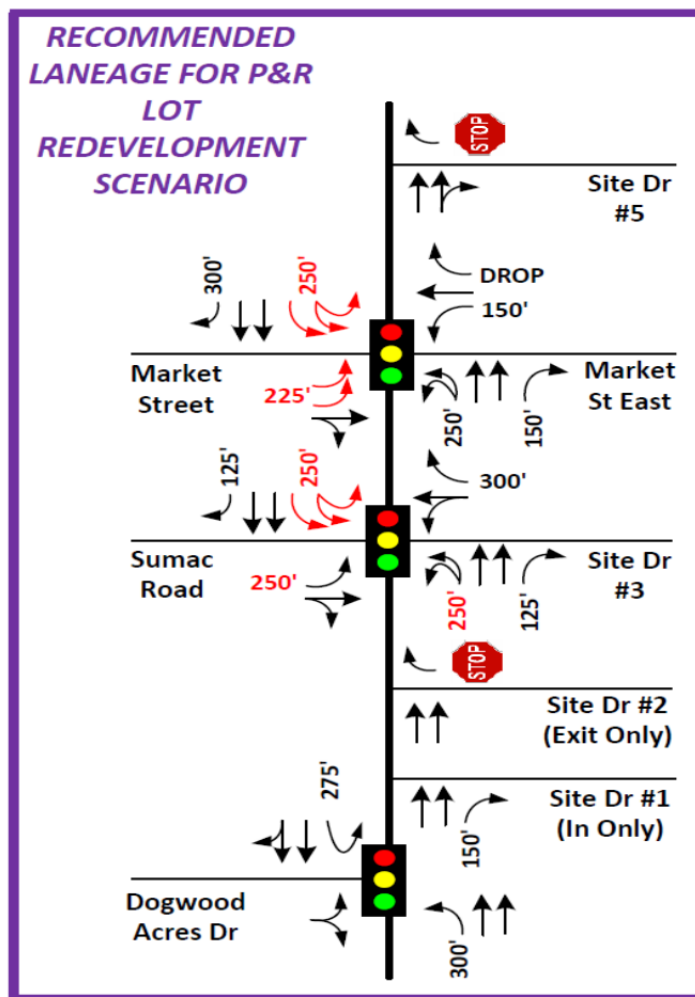 RECOMMENDED
LANEAGE FOR P&R
LOT
REDEVELOPMENT
SCENARIO
STOP
Site Dr
#5
300'
250'
DROP
150'
Market
Street
225'
250'
150'
Market
St East
125'
250'
300'
Sumac
Road
250'
250'
125'
Site Dr
#3
STOP
Site Dr #2
(Exit Only)
275'
150'
Site Dr #1
(In Only)
Dogwood
Acres Dr
300'